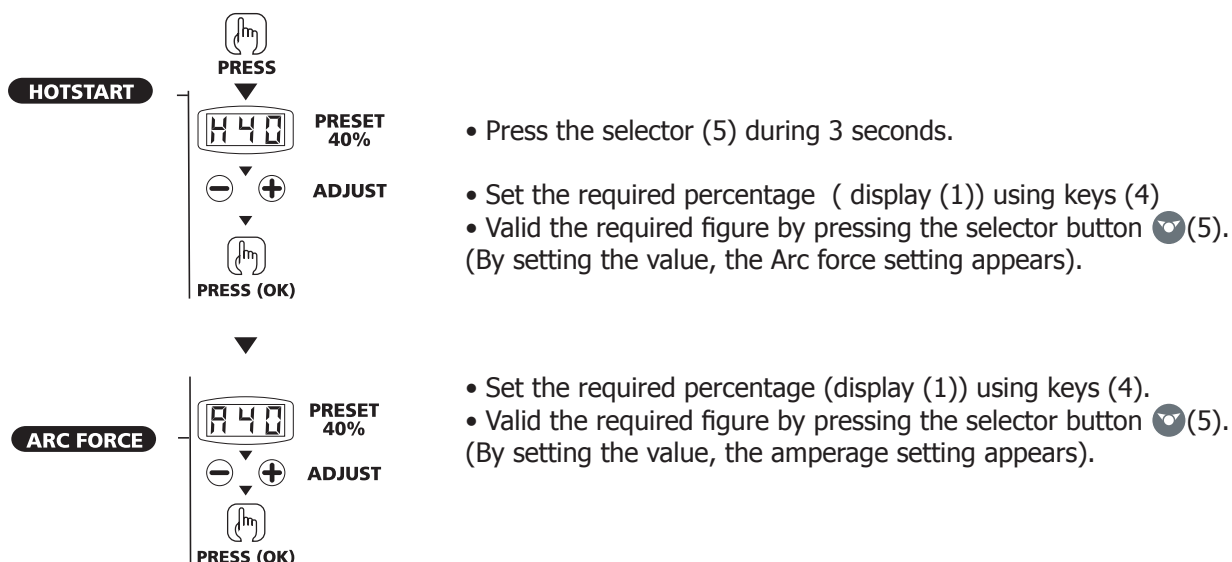 PRESS
HOTSTART
H40
PRESET
40%
• Press the selector (5) during 3 seconds.
ADJUST
• Set the required percentage ( display (1)) using keys (4)
• Valid the required figure by pressing the selector button (5).
(By setting the value, the Arc force setting appears).
PRESS (OK)
ARC FORCE
A40
PRESET
40%
• Set the required percentage (display (1)) using keys (4).
• Valid the required figure by pressing the selector button (5).
(By setting the value, the amperage setting appears).
ADJUST
PRESS (OK)